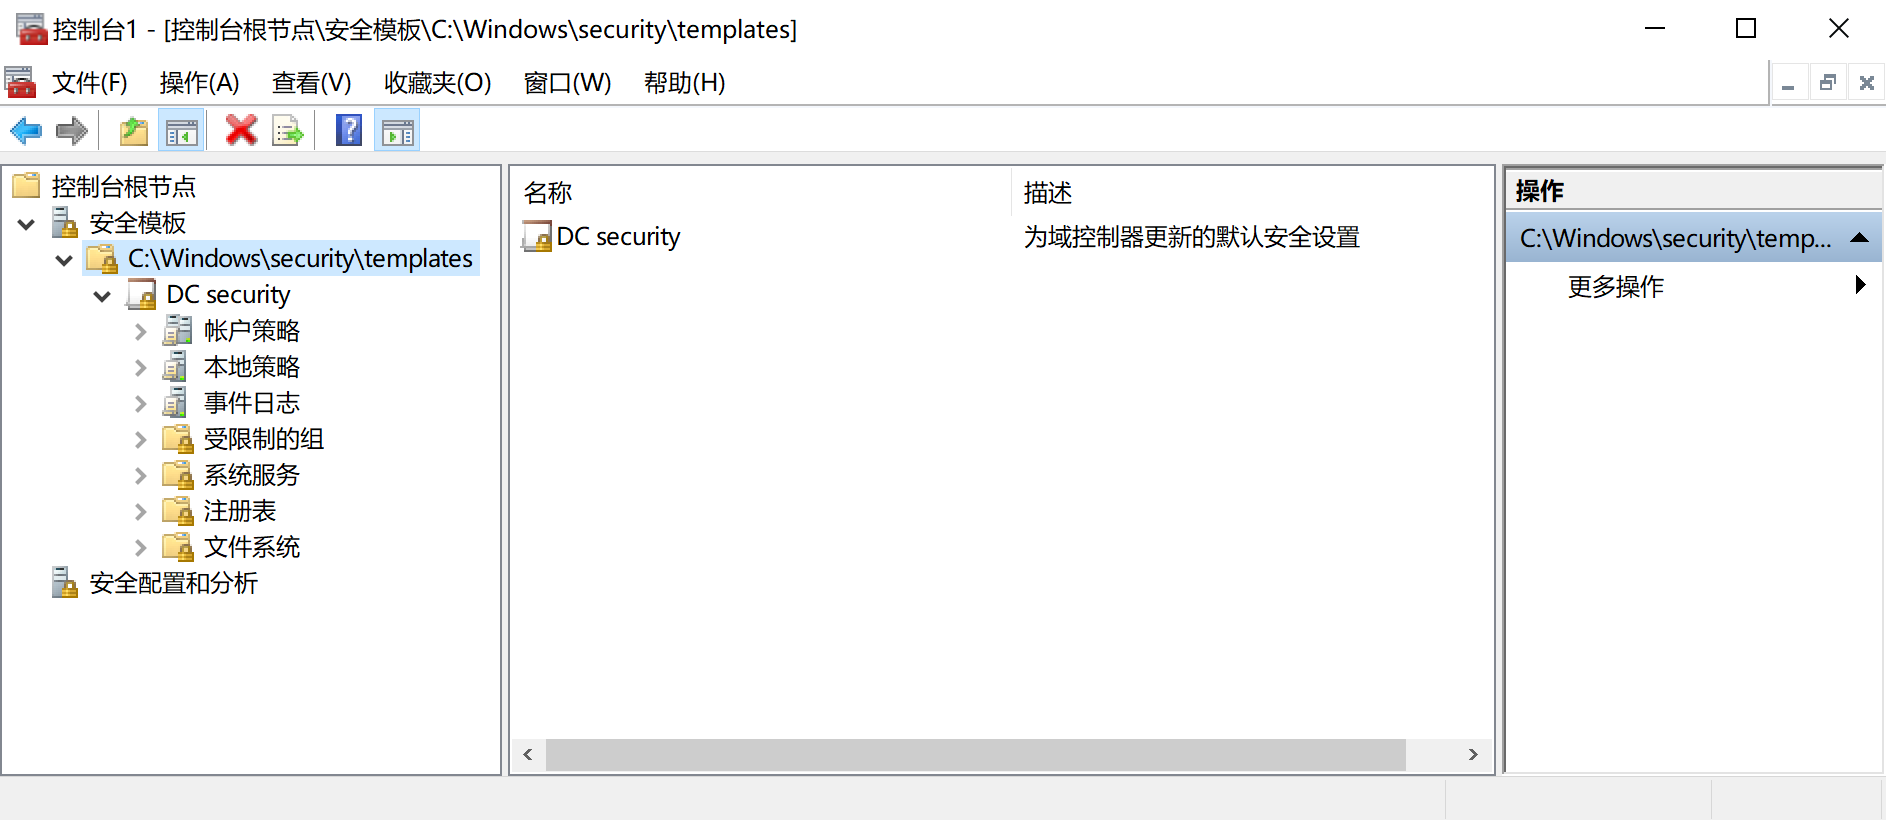 控制台1 - [控制台根节点\安全模板\C:\Windows\security\templates]
文件(F) 操作(A) 查看(V) 收藏夹(O) 窗口(W) 帮助(H)
控制台根节点
安全模板
C:\Windows\security\templates
DC security
帐户策略
本地策略
事件日志
受限制的组
系统服务
注册表
文件系统
安全配置和分析
名称 描述
DC security 为域控制器更新的默认安全设置
操作
C:\Windows\security\temp...
更多操作